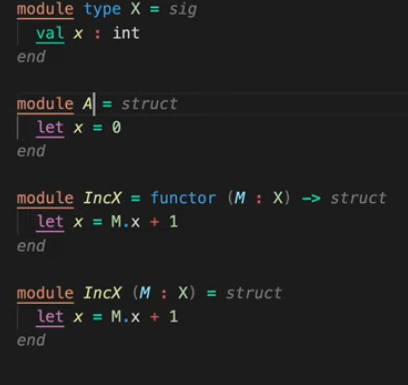 module type X = sig
  val x : int
end
module A = struct
  let x = 0
end
module IncX = functor (M : X) -> struct
  let x = M.x + 1
end
module IncX (M : X) = struct
  let x = M.x + 1
end